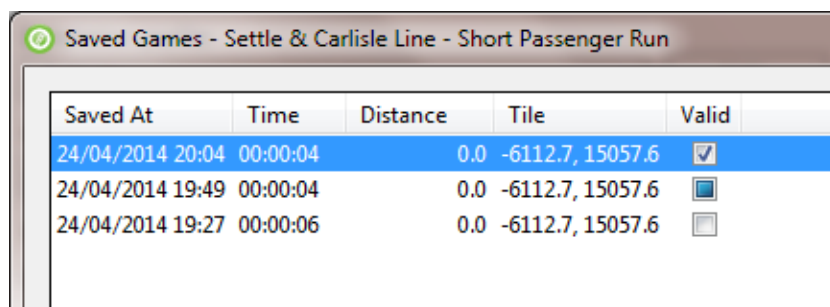 Saved Games - Settle & Carlisle Line - Short Passenger Run
Saved At Time Distance Tile Valid
24/04/2014 20:04 00:00:04 0.0 -6112.7, 15057.6
24/04/2014 19:49 00:00:04 0.0 -6112.7, 15057.6
24/04/2014 19:27 00:00:06 0.0 -6112.7, 15057.6